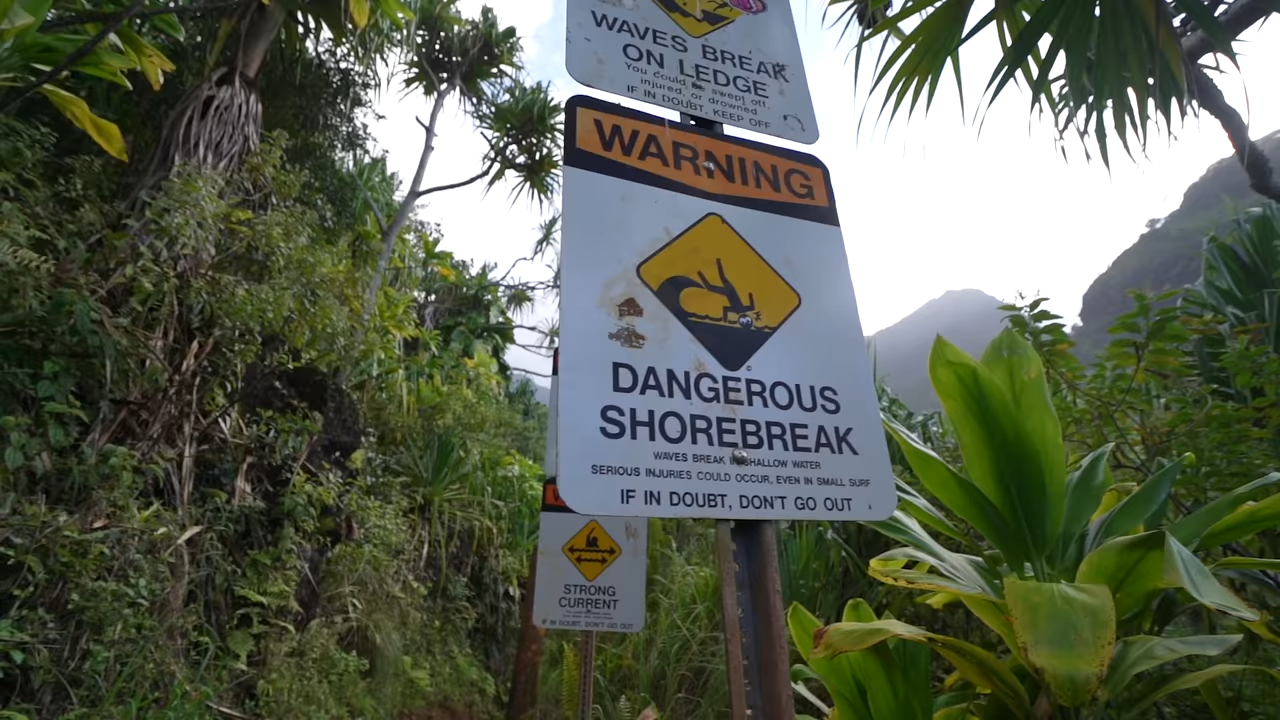 WAVES BREAK
ON LEDGE
You could be swept off,
injured, or drowned.
IF IN DOUBT, KEEP OFF
WARNING
©
DANGEROUS
SHOREBREAK
WAVES BREAK IN SHALLOW WATER
SERIOUS INJURIES COULD OCCUR, EVEN IN SMALL SURF
IF IN DOUBT, DON'T GO OUT
STRONG
CURRENT
IF IN DOUBT, DON'T GO OUT